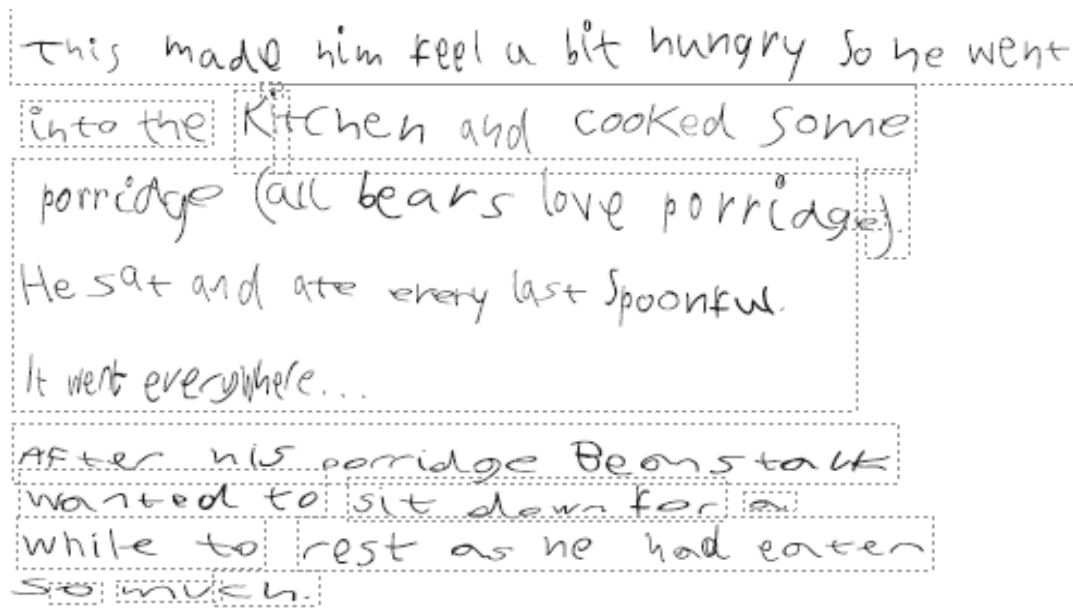 This made him feel a bit hungry so he went
into the kitchen and cooked some
porridge (all bears love porridge).
He sat and ate every last spoonful.
It went everywhere...
After his porridge Beanstalk
wanted to sit down for a
while to rest as he had eaten
so much.